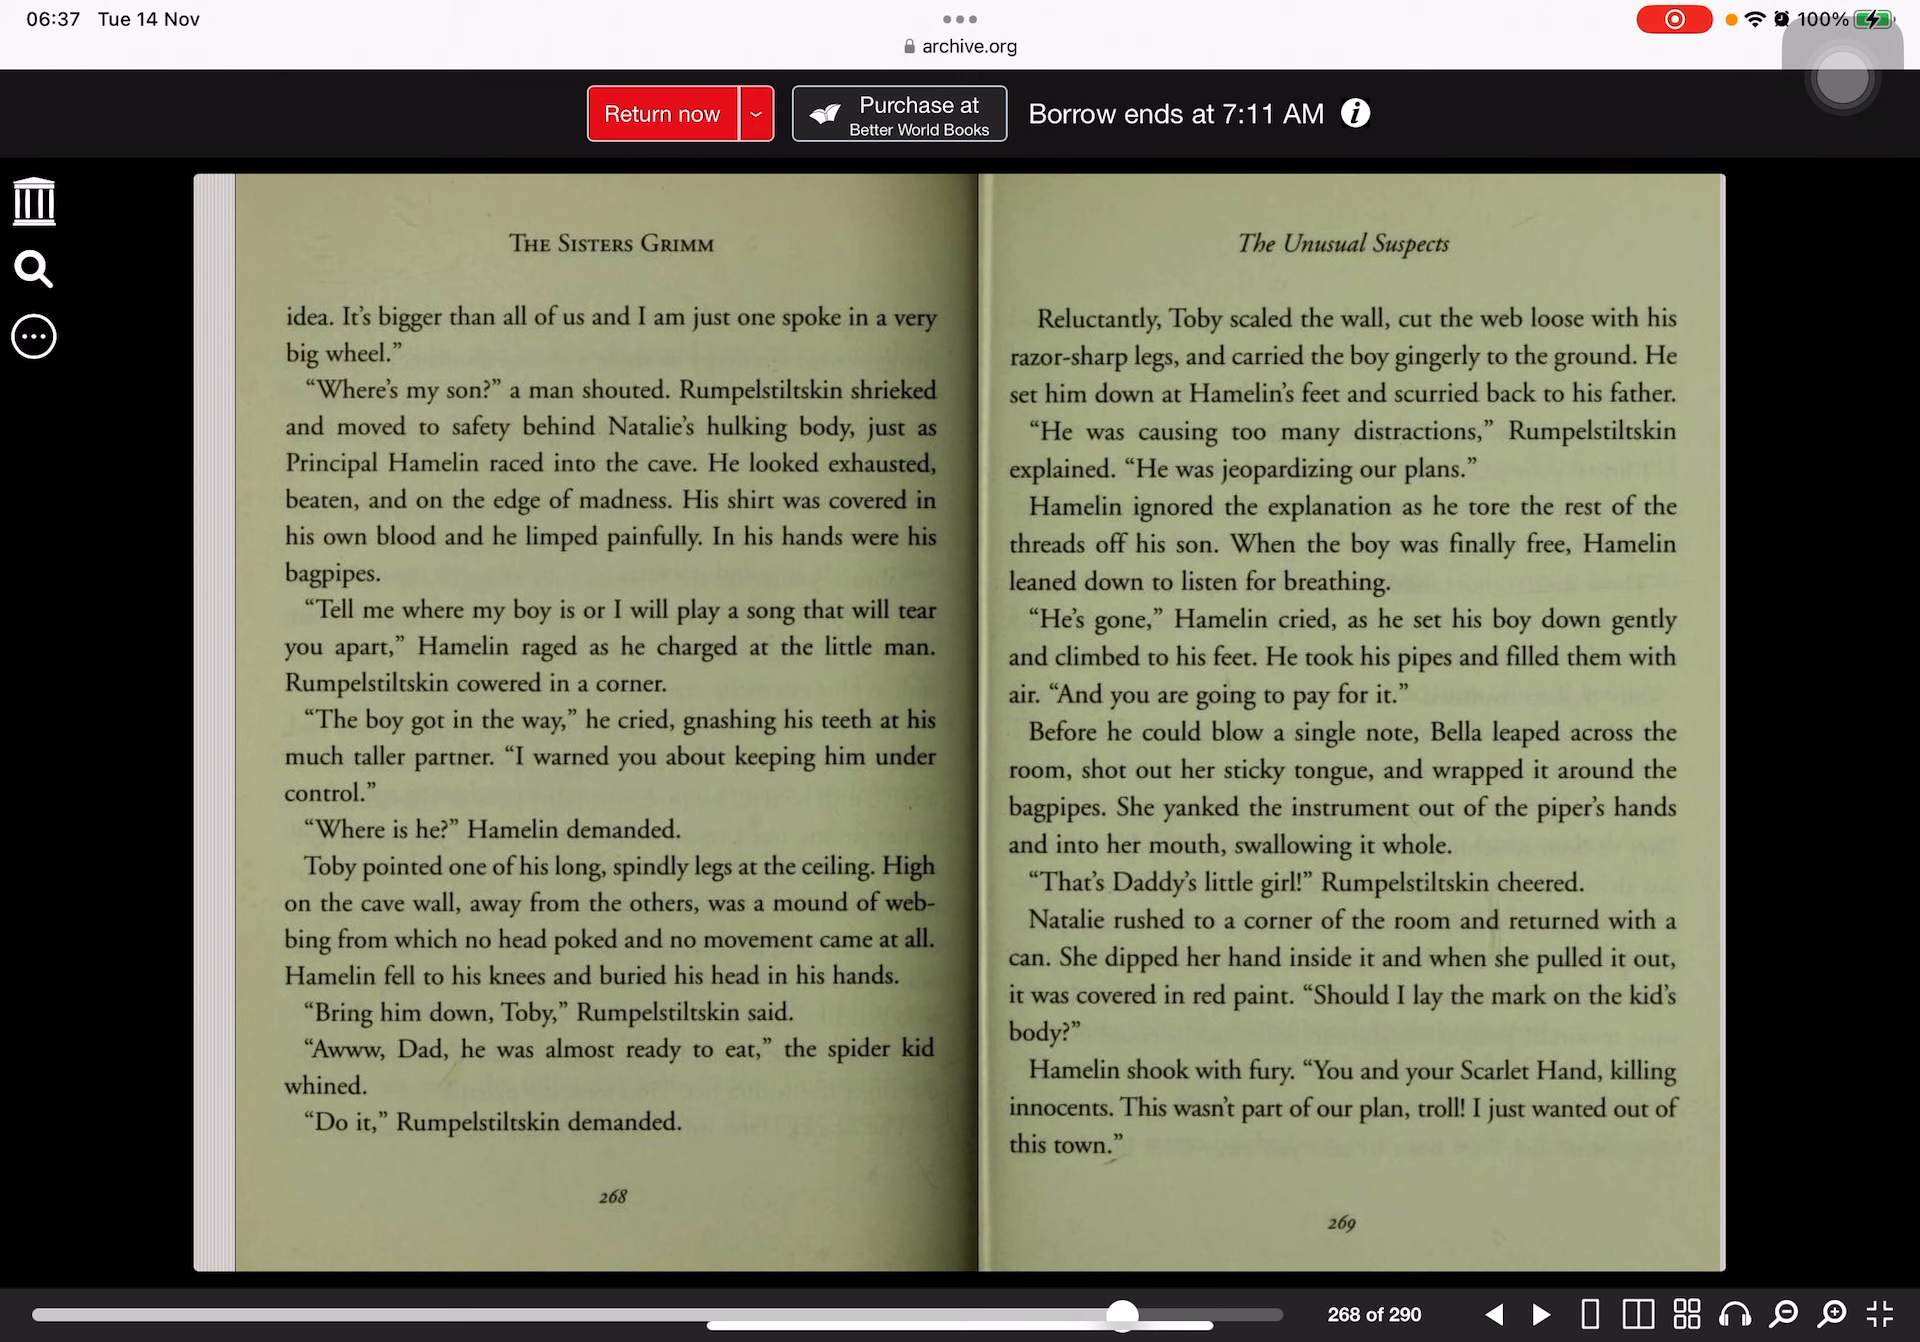 06:37 Tue 14 Nov
archive.org
100%
Return now
Purchase at
Better World Books
Borrow ends at 7:11 AM
THE SISTERS GRIMM
idea. It's bigger than all of us and I am just one spoke in a very
big wheel."
"Where's my son?" a man shouted. Rumpelstiltskin shrieked
and moved to safety behind Natalie's hulking body, just as
Principal Hamelin raced into the cave. He looked exhausted,
beaten, and on the edge of madness. His shirt was covered in
his own blood and he limped painfully. In his hands were his
bagpipes.
"Tell me where my boy is or I will play a song that will tear
you apart," Hamelin raged as he charged at the little man.
Rumpelstiltskin cowered in a corner.
"The boy got in the way," he cried, gnashing his teeth at his
much taller partner. "I warned you about keeping him under
control."
"Where is he?" Hamelin demanded.
Toby pointed one of his long, spindly legs at the ceiling. High
on the cave wall, away from the others, was a mound of web-
bing from which no head poked and no movement came at all.
Hamelin fell to his knees and buried his head in his hands.
"Bring him down, Toby," Rumpelstiltskin said.
"Awww, Dad, he was almost ready to eat," the spider kid
whined.
"Do it," Rumpelstiltskin demanded.
268
The Unusual Suspects
Reluctantly, Toby scaled the wall, cut the web loose with his
razor-sharp legs, and carried the boy gingerly to the ground. He
set him down at Hamelin's feet and scurried back to his father.
"He was causing too many distractions," Rumpelstiltskin
explained. "He was jeopardizing our plans."
Hamelin ignored the explanation as he tore the rest of the
threads off his son. When the boy was finally free, Hamelin
leaned down to listen for breathing.
"He's gone," Hamelin cried, as he set his boy down gently
and climbed to his feet. He took his pipes and filled them with
air. "And you are going to pay for it."
Before he could blow a single note, Bella leaped across the
room, shot out her sticky tongue, and wrapped it around the
bagpipes. She yanked the instrument out of the piper's hands
and into her mouth, swallowing it whole.
"That's Daddy's little girl!" Rumpelstiltskin cheered.
Natalie rushed to a corner of the room and returned with a
can. She dipped her hand inside it and when she pulled it out,
it was covered in red paint. "Should I lay the mark on the kid's
body?"
Hamelin shook with fury. "You and your Scarlet Hand, killing
innocents. This wasn't part of our plan, troll! I just wanted out of
this town."
269
268 of 290